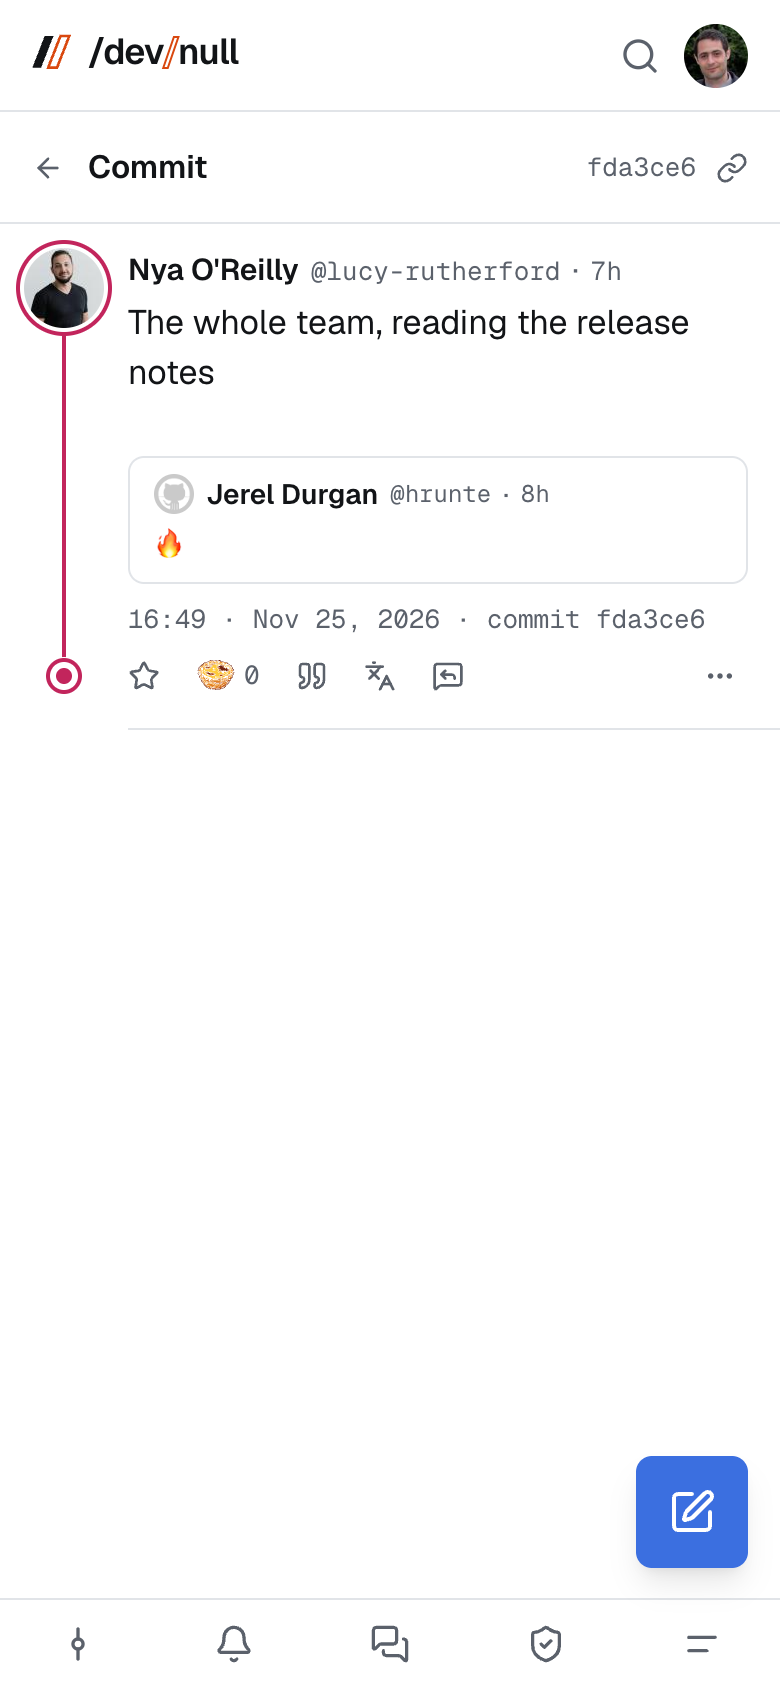 /dev/null
Commit
fda3ce6
Nya O'Reilly @lucy-rutherford · 7h
The whole team, reading the release
notes
Jerel Durgan @hrunte · 8h
🔥
16:49 · Nov 25, 2026 · commit fda3ce6
0